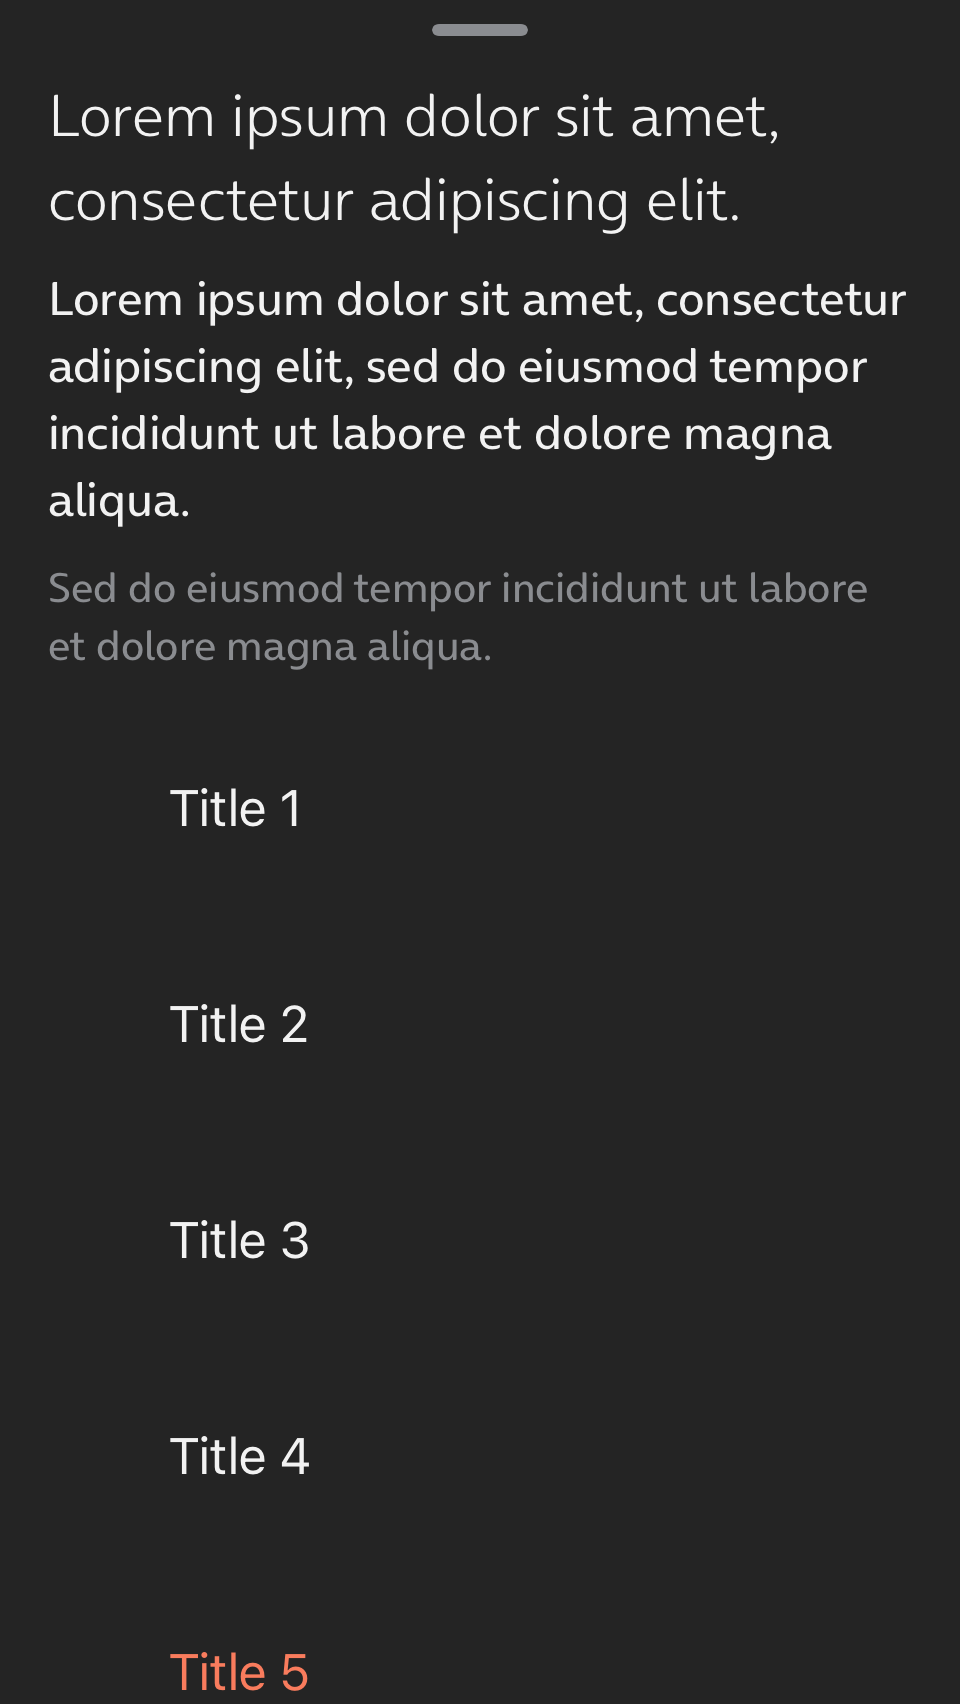 Lorem ipsum dolor sit amet,
consectetur adipiscing elit.
Lorem ipsum dolor sit amet, consectetur
adipiscing elit, sed do eiusmod tempor
incididunt ut labore et dolore magna
aliqua.
Sed do eiusmod tempor incididunt ut labore
et dolore magna aliqua.
Title 1
Title 2
Title 3
Title 4
Title 5